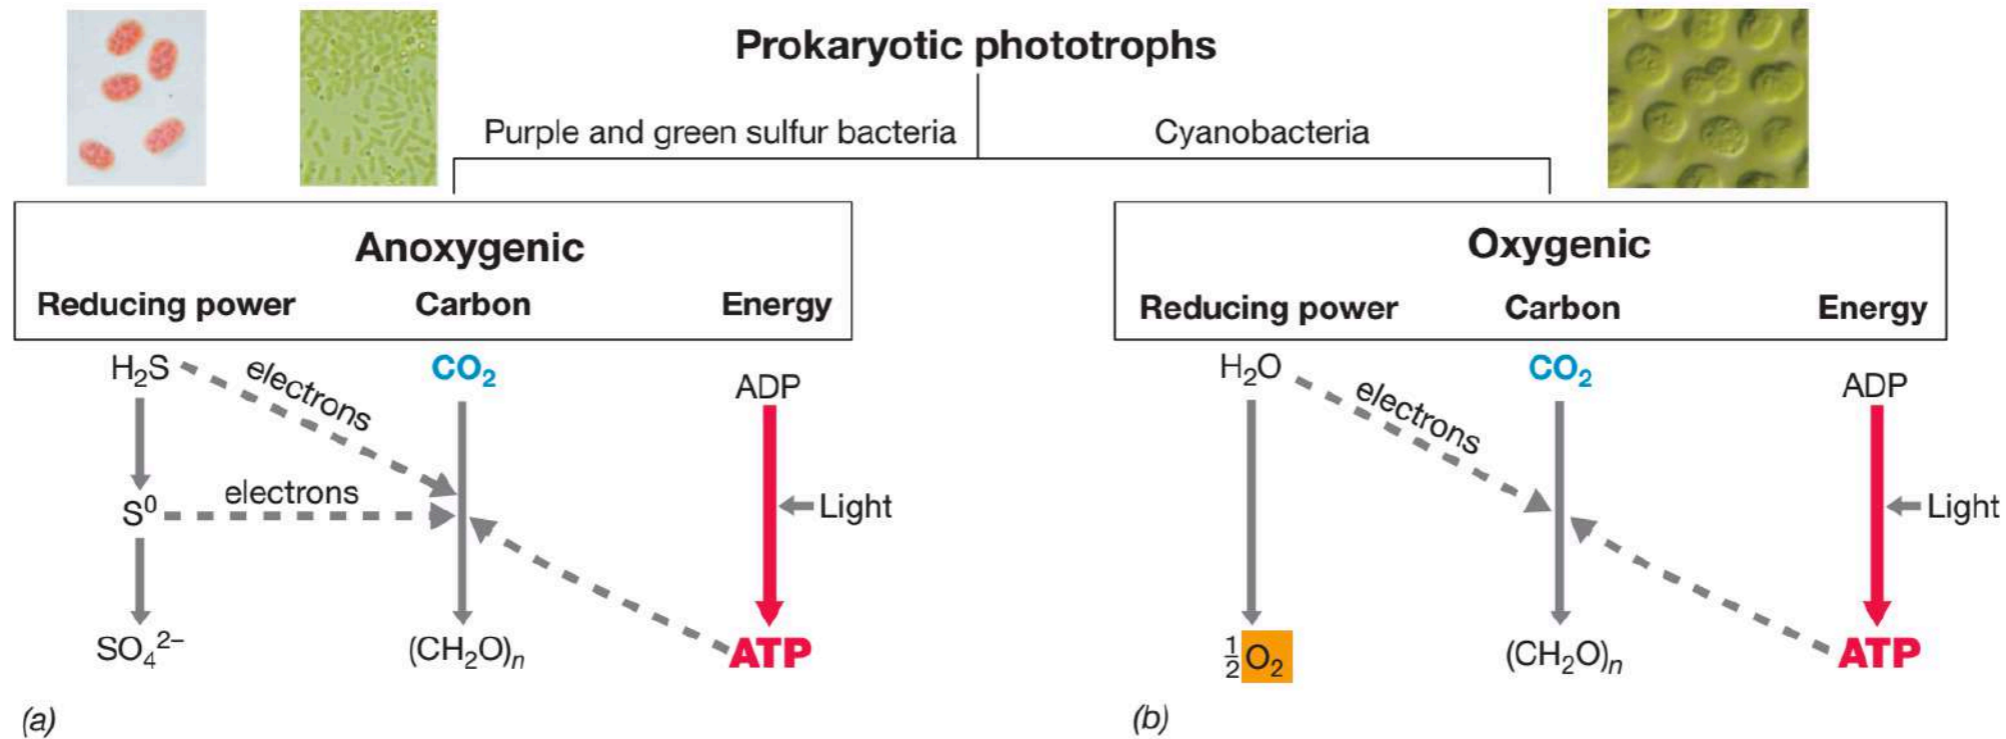 Prokaryotic phototrophs
Purple and green sulfur bacteria
Cyanobacteria
Anoxygenic
Reducing power Carbon Energy
H₂S electrons CO₂ ADP
S⁰ electrons Light
SO₄²⁻ (CH₂O)ₙ ATP
(a)
Oxygenic
Reducing power Carbon Energy
H₂O electrons CO₂ ADP
Light
½O₂ (CH₂O)ₙ ATP
(b)